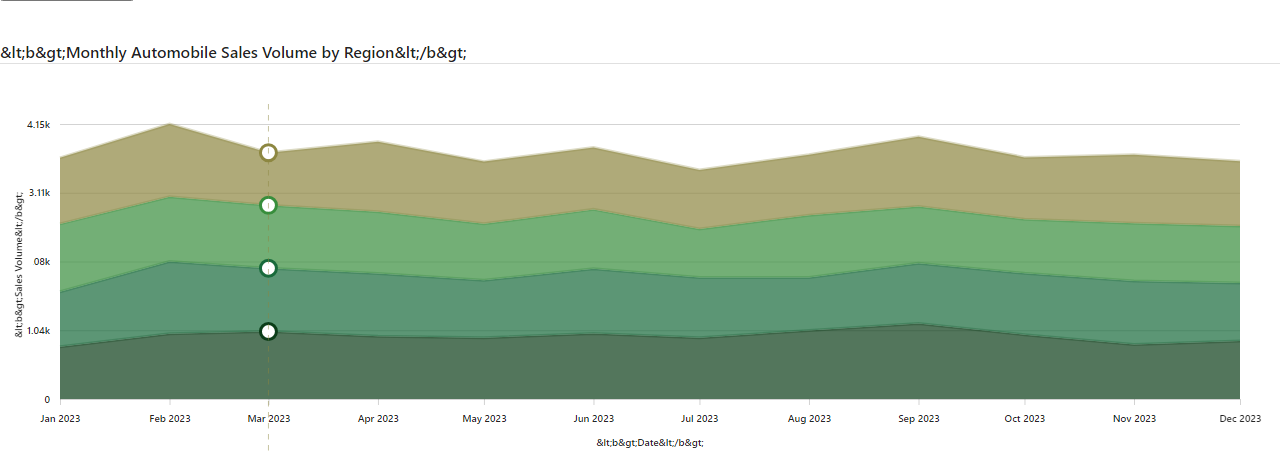 &lt;b&gt;Monthly Automobile Sales Volume by Region&lt;/b&gt;
4.15k
3.11k
08k
1.04k
0
&lt;b&gt;Sales Volume&lt;/b&gt;
Jan 2023 Feb 2023 Mar 2023 Apr 2023 May 2023 Jun 2023 Jul 2023 Aug 2023 Sep 2023 Oct 2023 Nov 2023 Dec 2023
&lt;b&gt;Date&lt;/b&gt;